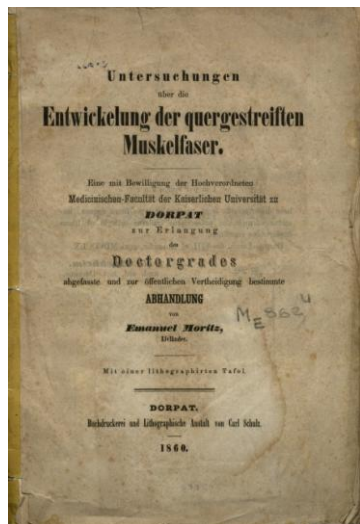 Untersuchungen
über die
Entwickelung der quergestreiften
Muskelfaser.
Eine mit Bewilligung der Hochverordneten
Medicinischen-Facultät der Kaiserlichen Universität zu
DORPAT
zur Erlangung
des
Doctorgrades
abgefasste und zur öffentlichen Vertheidigung bestimmte
ABHANDLUNG
von
Emanuel Moritz,
Mit einer lithographirten Tafel
DORPAT.
Buchdruckerei und Lithographische Anstalt von Carl Schulz.
1860.